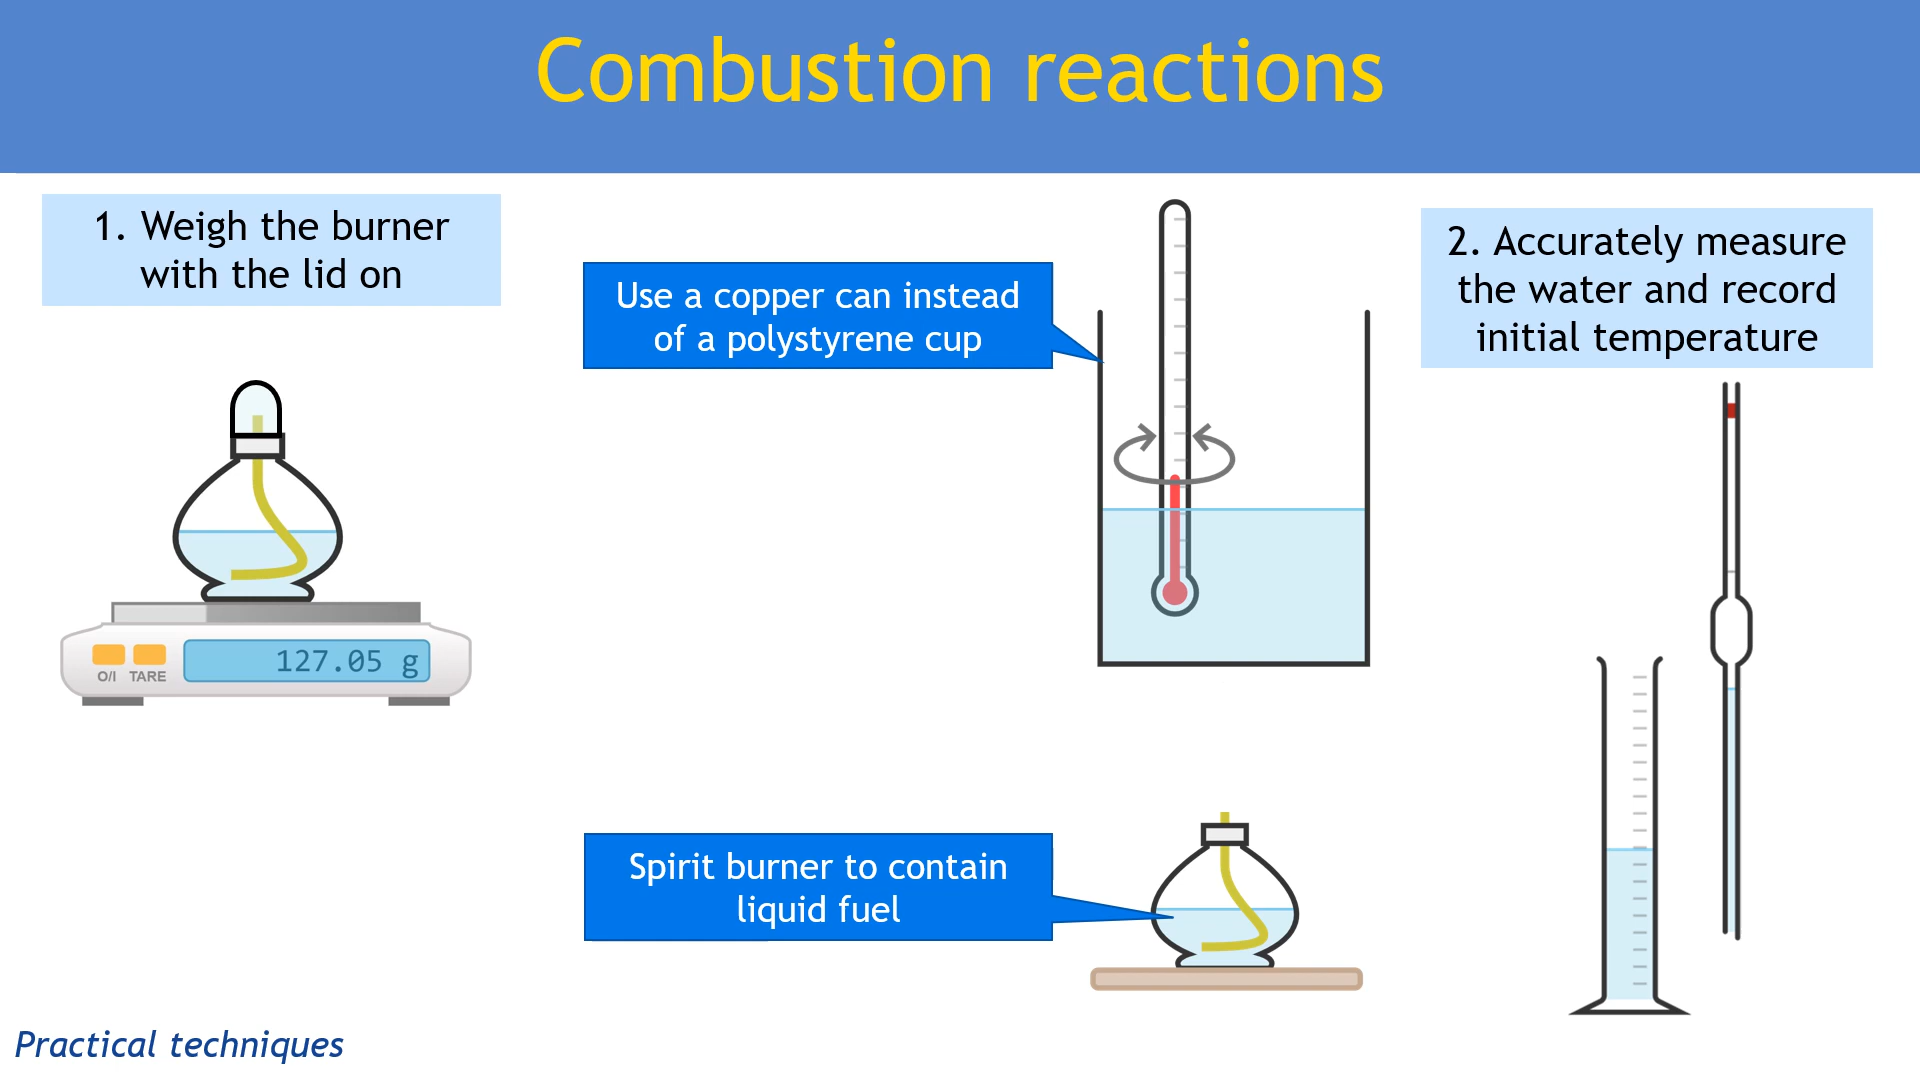 Combustion reactions
1. Weigh the burner
with the lid on
127.05 g
O/I TARE
Use a copper can instead
of a polystyrene cup
2. Accurately measure
the water and record
initial temperature
Spirit burner to contain
liquid fuel
Practical techniques